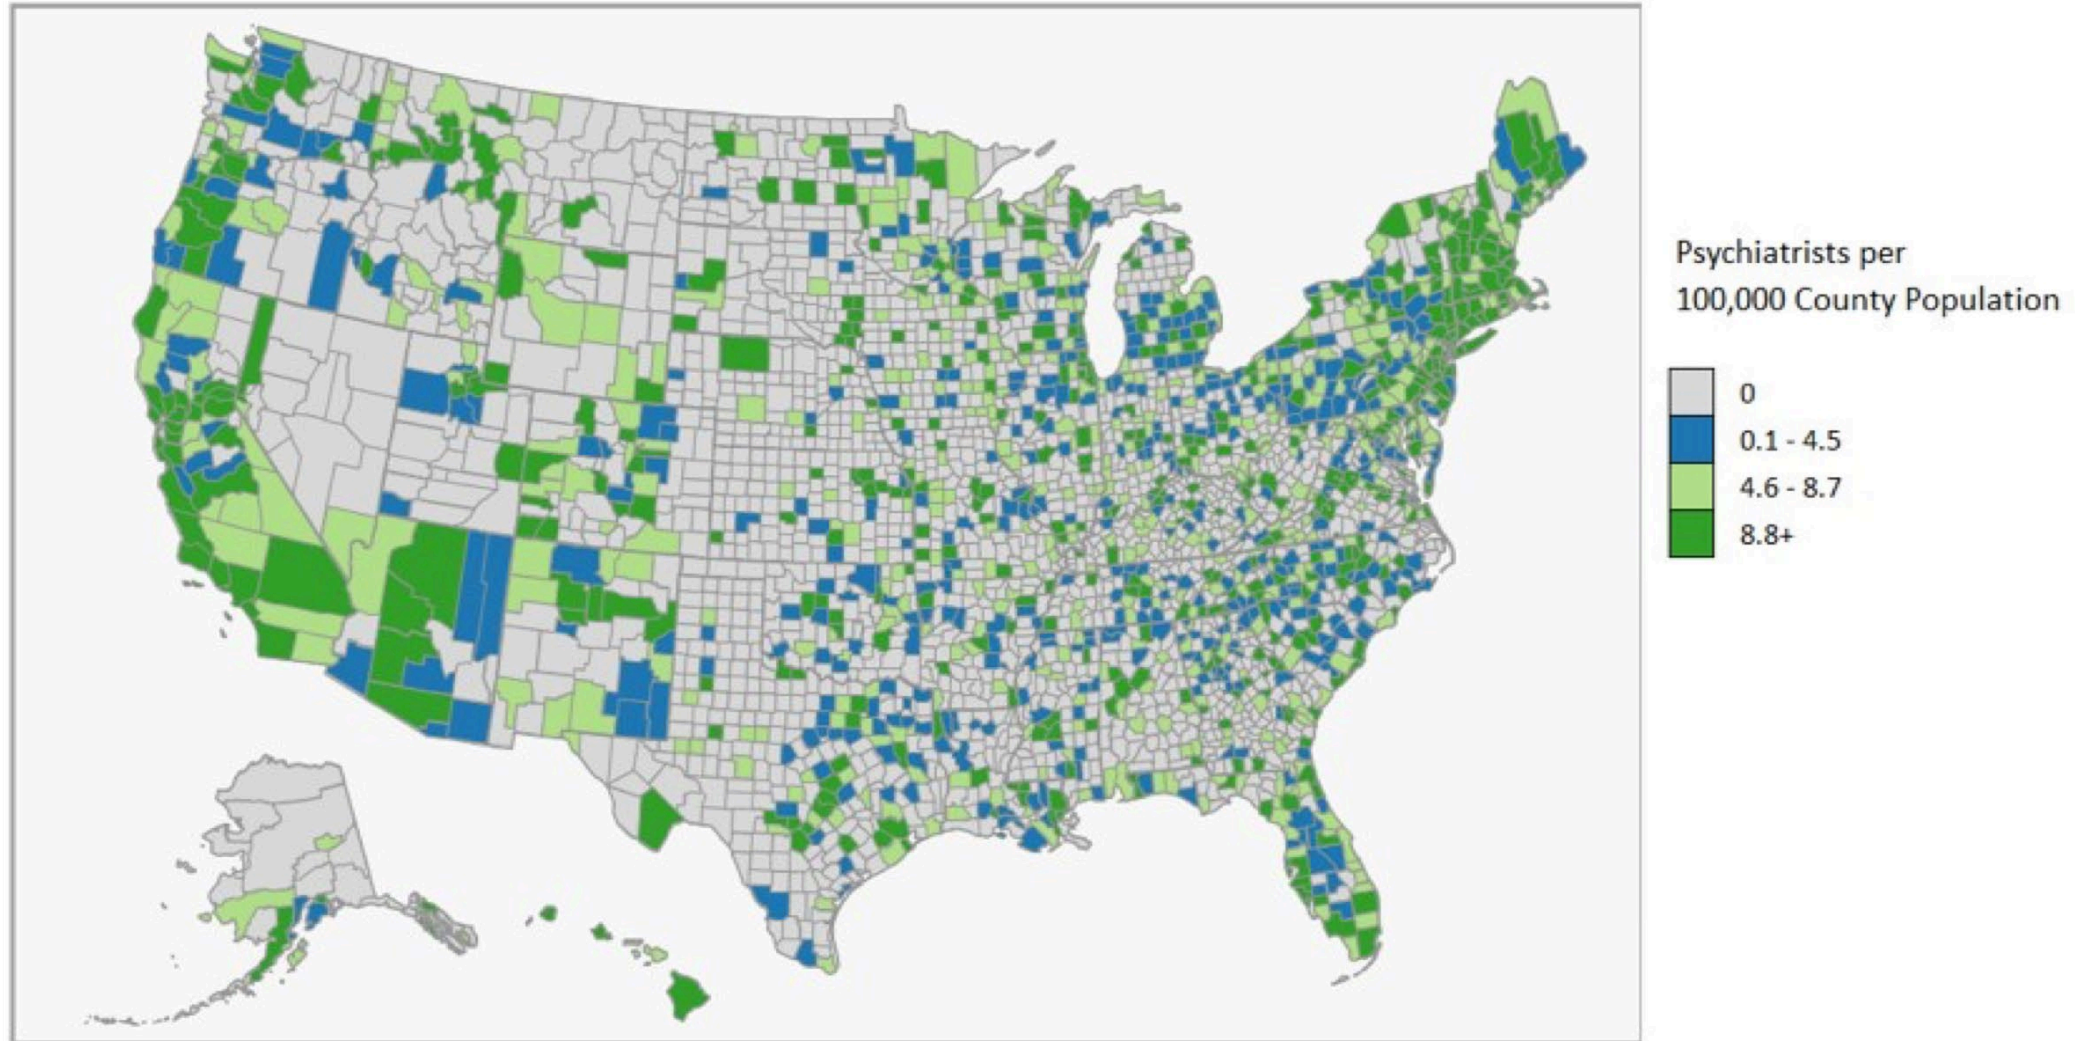 Psychiatrists per
100,000 County Population
0
0.1 - 4.5
4.6 - 8.7
8.8+